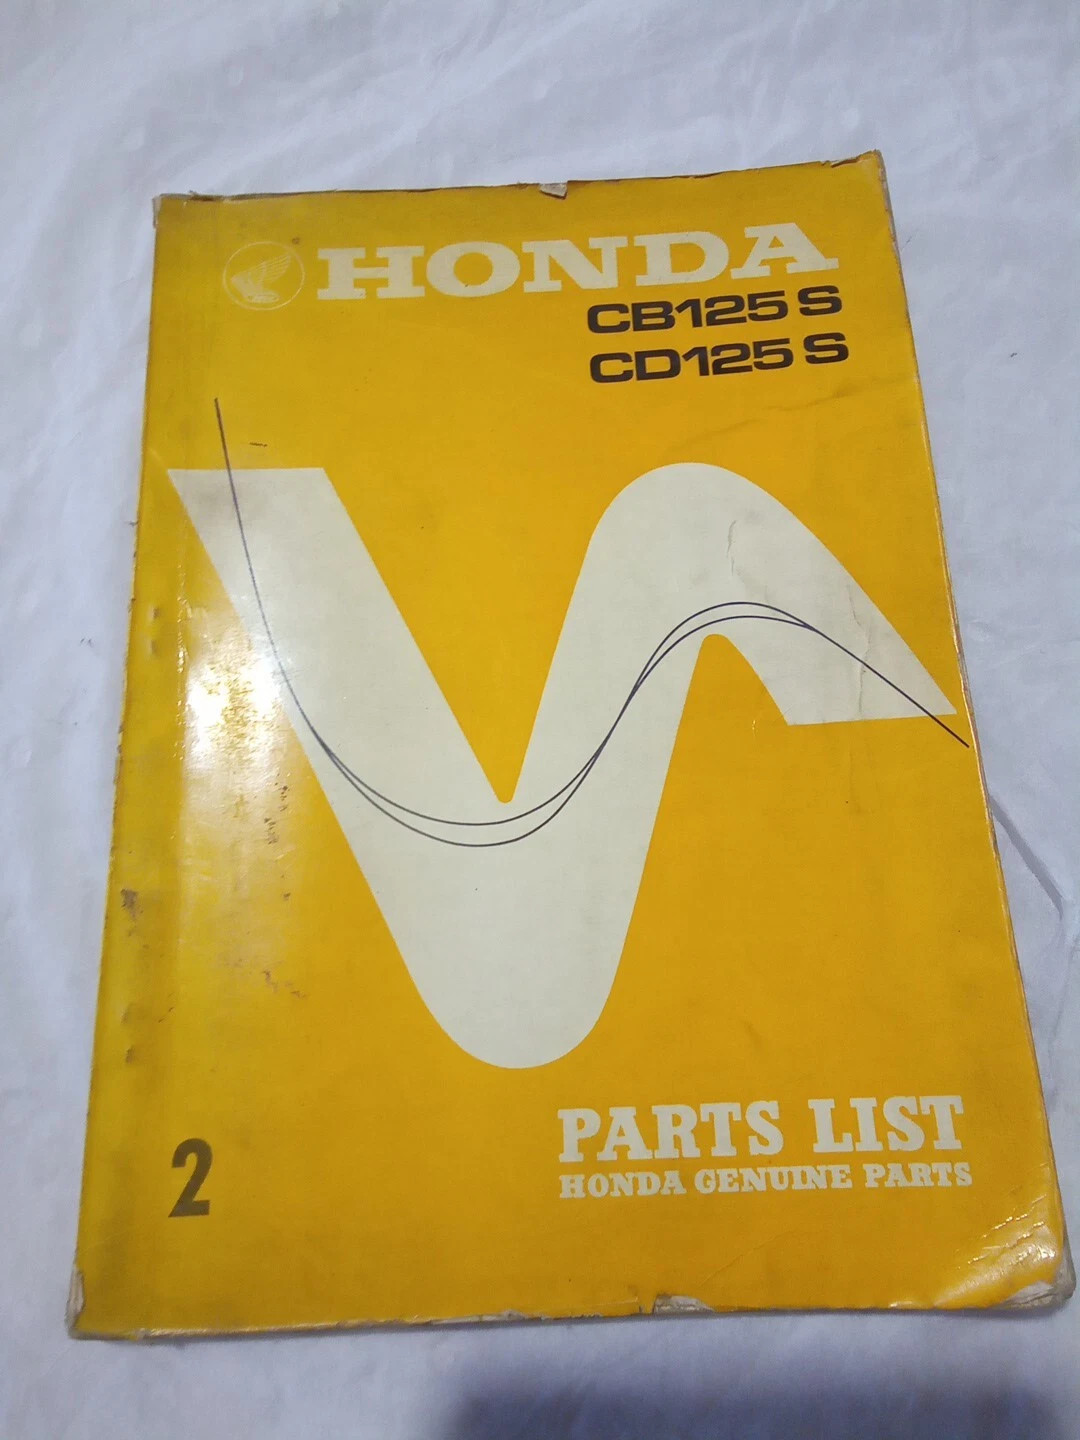 HONDA
CB125 S
CD125 S
PARTS LIST
HONDA GENUINE PARTS
2